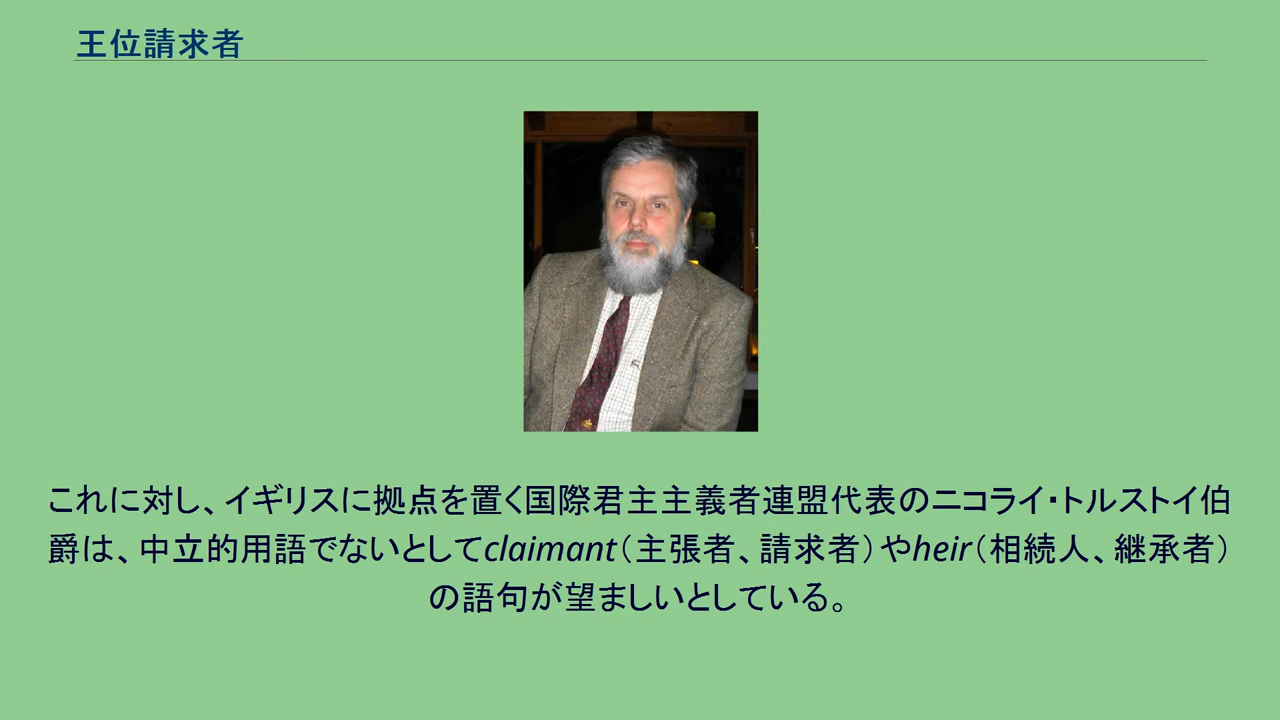 王位請求者
これに対し、イギリスに拠点を置く国際君主主義者連盟代表のニコライ・トルストイ伯
爵は、中立的用語でないとしてclaimant（主張者、請求者）やheir（相続人、継承者）
の語句が望ましいとしている。